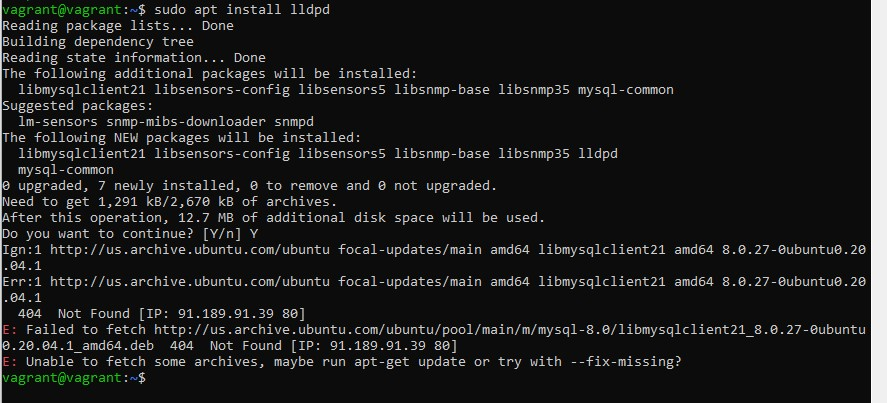 vagrant@vagrant:~$ sudo apt install lldpd
Reading package lists... Done
Building dependency tree
Reading state information... Done
The following additional packages will be installed:
  libmysqlclient21 libsensors-config libsensors5 libsnmp-base libsnmp35 mysql-common
Suggested packages:
  lm-sensors snmp-mibs-downloader snmpd
The following NEW packages will be installed:
  libmysqlclient21 libsensors-config libsensors5 libsnmp-base libsnmp35 lldpd
  mysql-common
0 upgraded, 7 newly installed, 0 to remove and 0 not upgraded.
Need to get 1,291 kB/2,670 kB of archives.
After this operation, 12.7 MB of additional disk space will be used.
Do you want to continue? [Y/n] Y
Ign:1 http://us.archive.ubuntu.com/ubuntu focal-updates/main amd64 libmysqlclient21 amd64 8.0.27-0ubuntu0.20
.04.1
Err:1 http://us.archive.ubuntu.com/ubuntu focal-updates/main amd64 libmysqlclient21 amd64 8.0.27-0ubuntu0.20
.04.1
  404  Not Found [IP: 91.189.91.39 80]
E: Failed to fetch http://us.archive.ubuntu.com/ubuntu/pool/main/m/mysql-8.0/libmysqlclient21_8.0.27-0ubuntu
0.20.04.1_amd64.deb  404  Not Found [IP: 91.189.91.39 80]
E: Unable to fetch some archives, maybe run apt-get update or try with --fix-missing?
vagrant@vagrant:~$